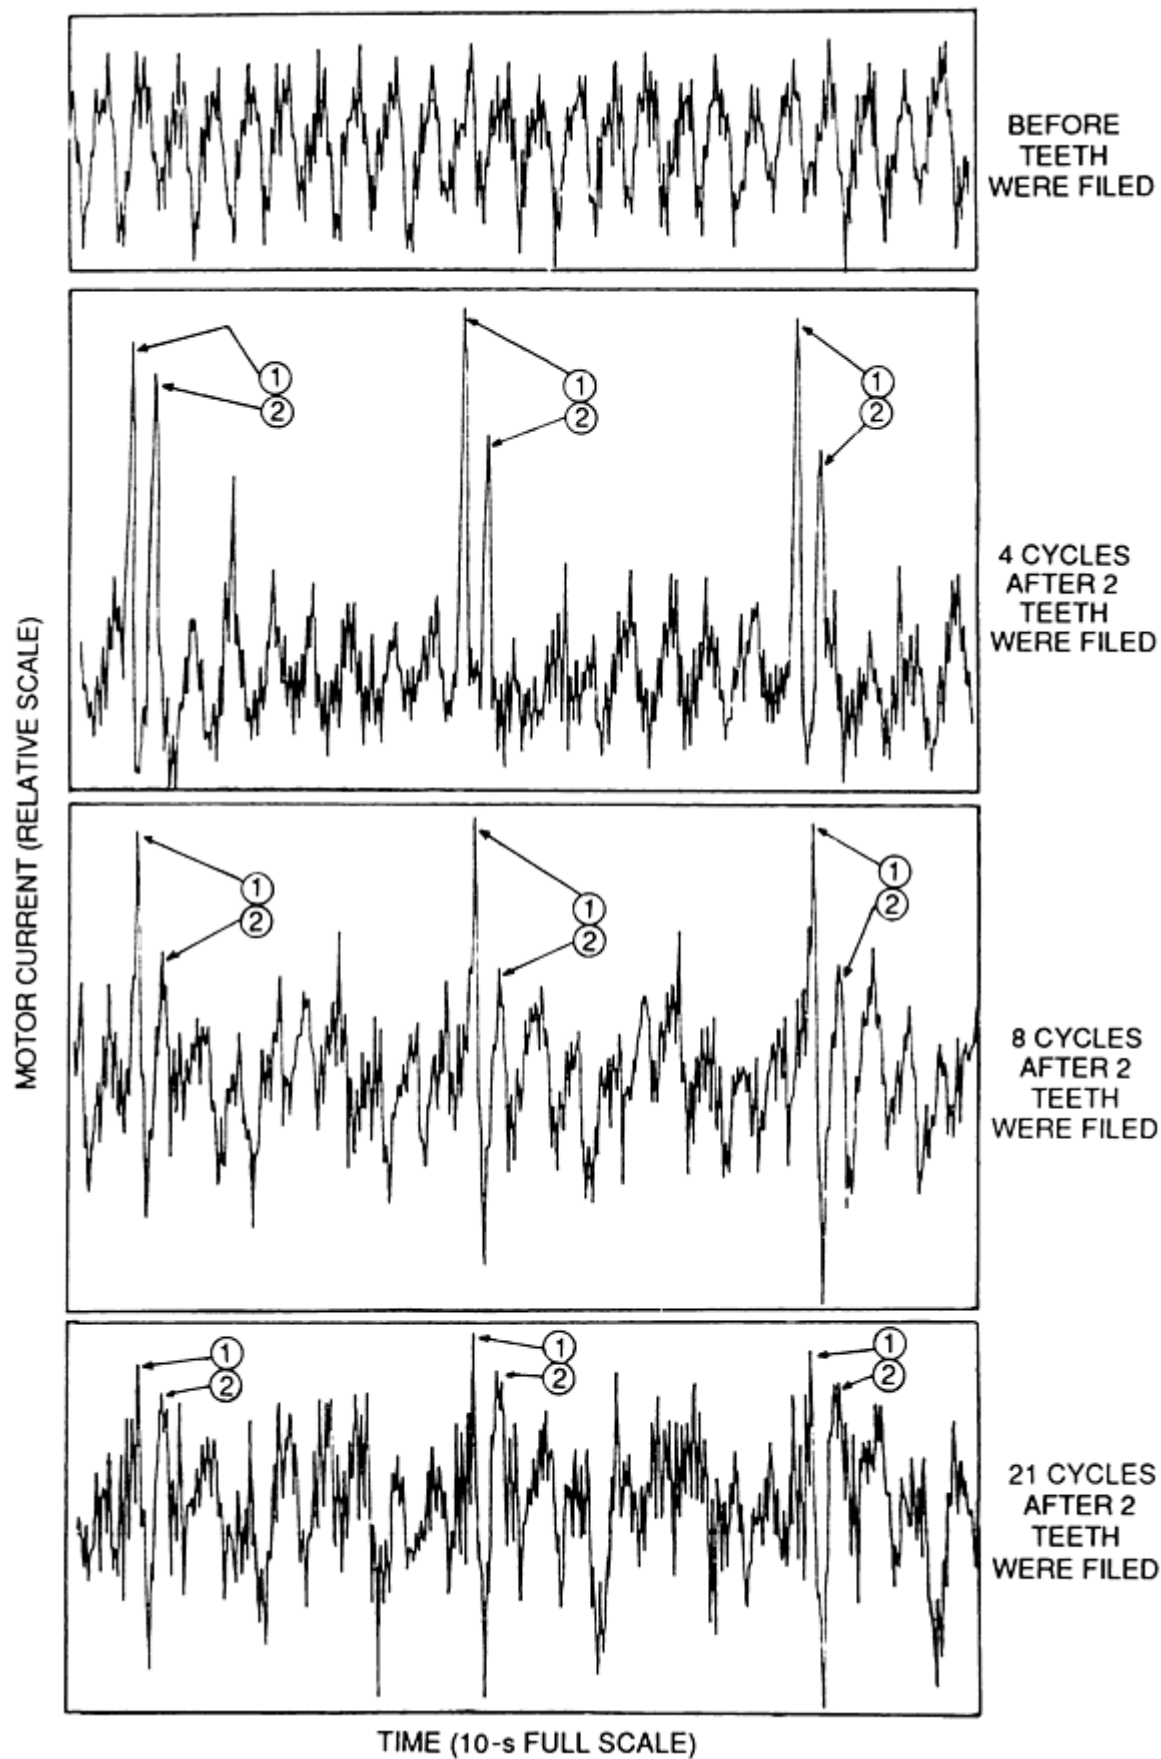 BEFORE
TEETH
WERE FILED
1
2
1
2
1
2
4 CYCLES
AFTER 2
TEETH
WERE FILED
MOTOR CURRENT (RELATIVE SCALE)
1
2
1
2
1
2
8 CYCLES
AFTER 2
TEETH
WERE FILED
1
2
1
2
1
2
21 CYCLES
AFTER 2
TEETH
WERE FILED
TIME (10-s FULL SCALE)